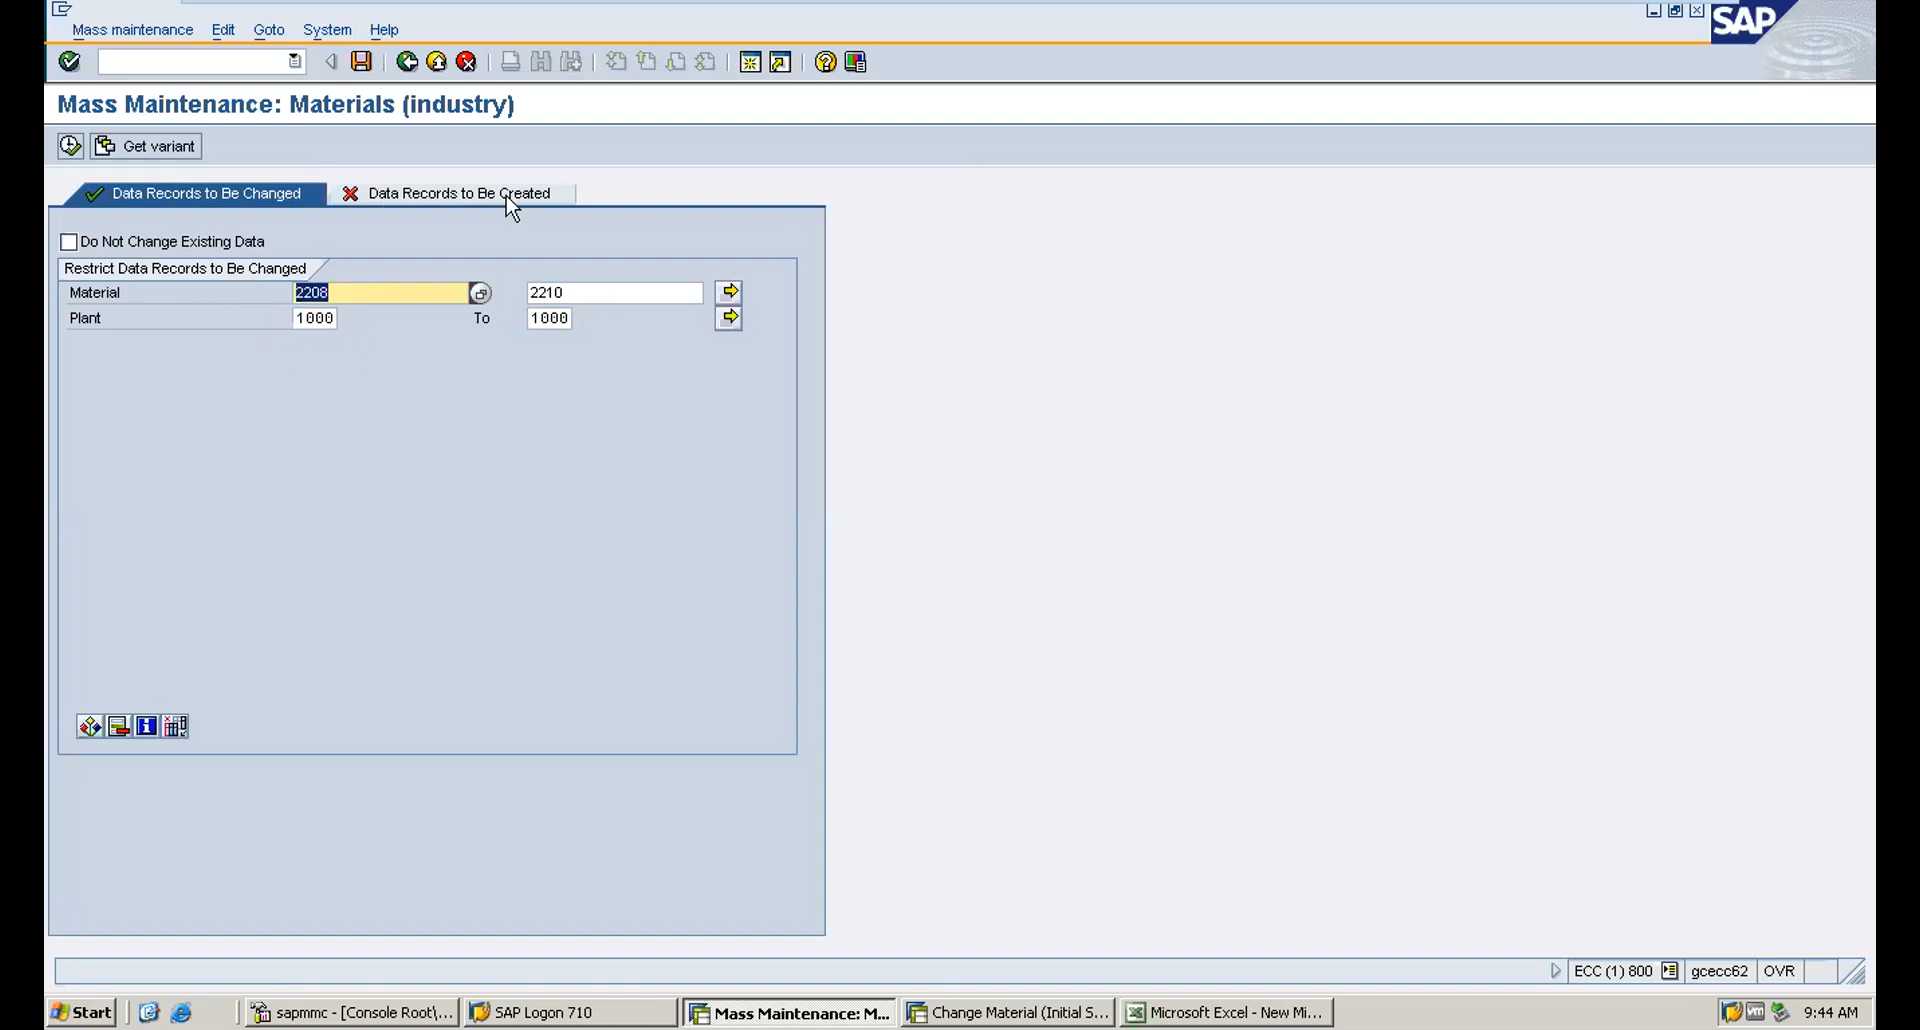 Mass maintenance Edit Goto System Help
SAP
Mass Maintenance: Materials (industry)
Get variant
Data Records to Be Changed Data Records to Be Created
Do Not Change Existing Data
Restrict Data Records to Be Changed
Material 2208 2210
Plant 1000 To 1000
ECC (1) 800 gcecc62 OVR
Start sapmmc - [Console Root\... SAP Logon 710 Mass Maintenance: M... Change Material (Initial S... Microsoft Excel - New Mi... 9:44 AM